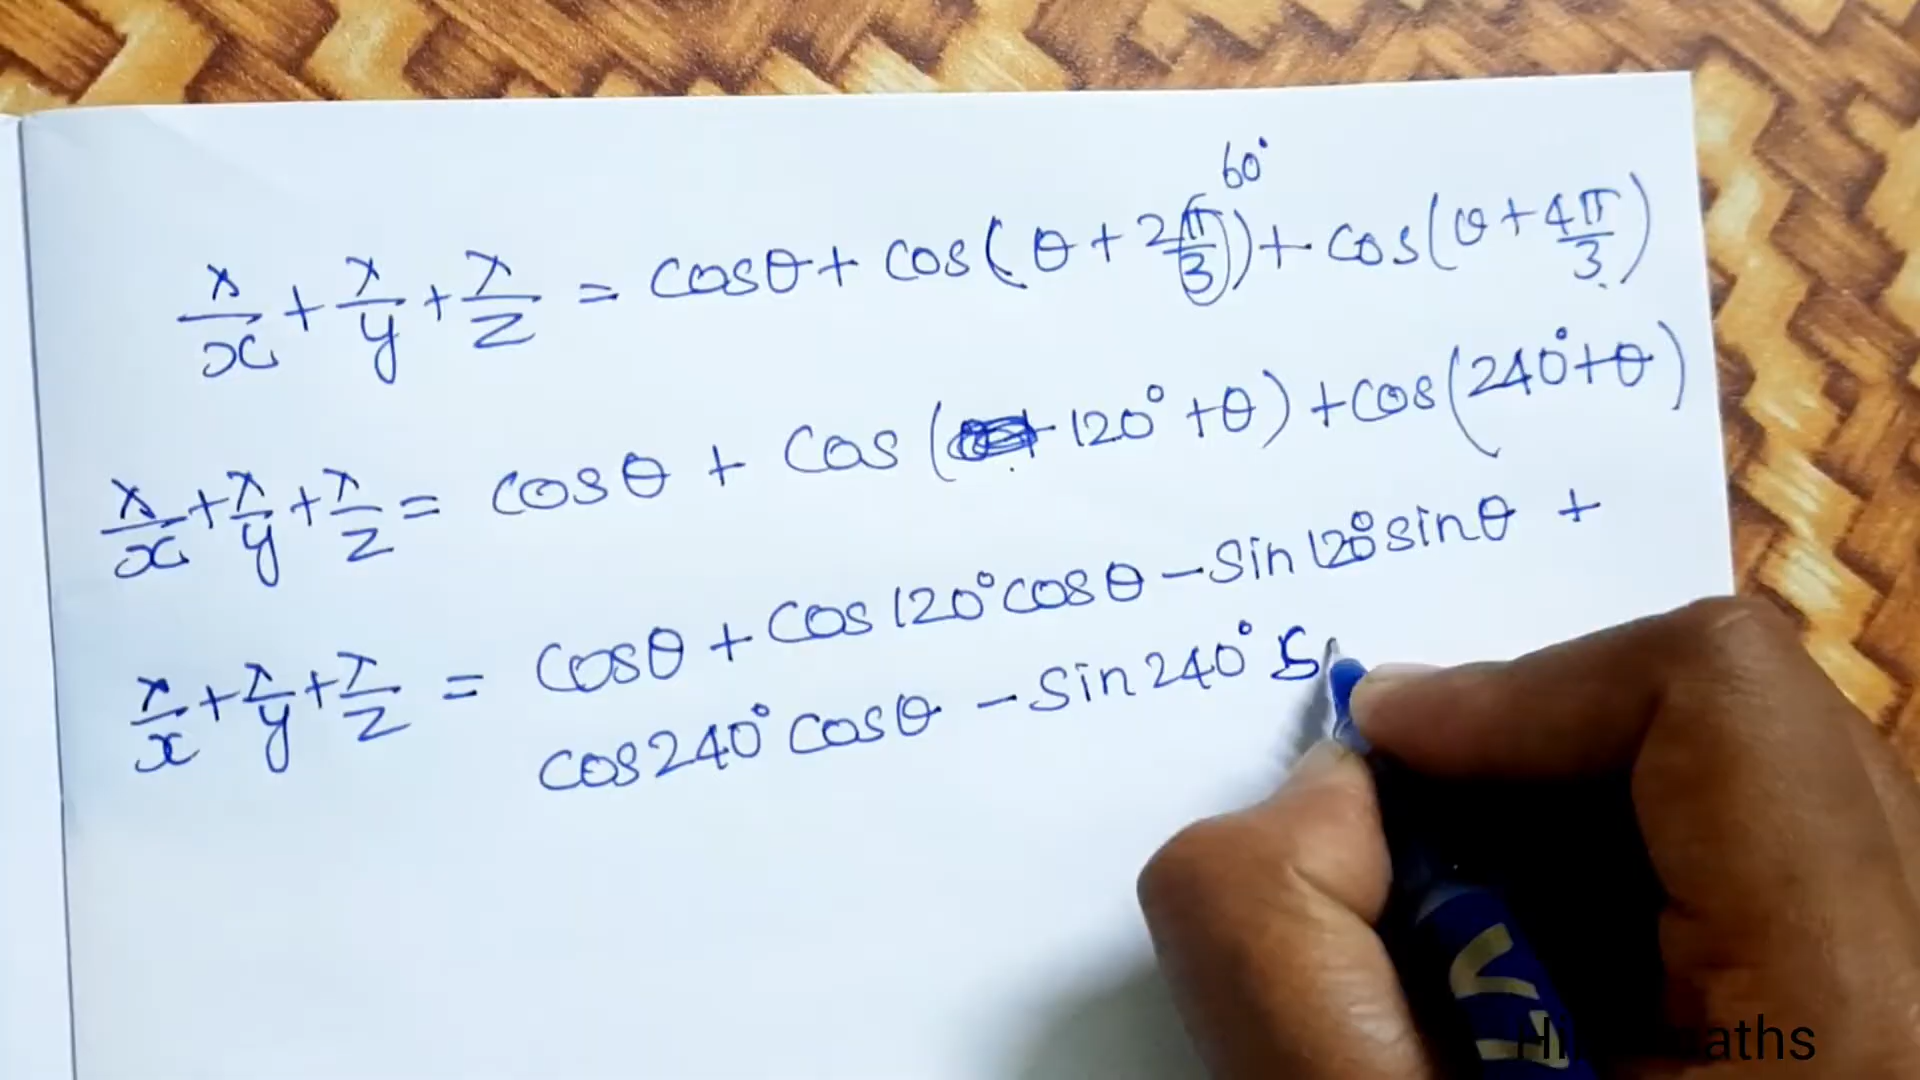 60°
λ/x + λ/y + λ/z = cosθ + cos(θ + 2π/3) + cos(θ + 4π/3)
λ/x + λ/y + λ/z = cosθ + cos(120° + θ) + cos(240° + θ)
λ/x + λ/y + λ/z = cosθ + cos120° cosθ – sin120° sinθ +
cos240° cosθ – sin240° s